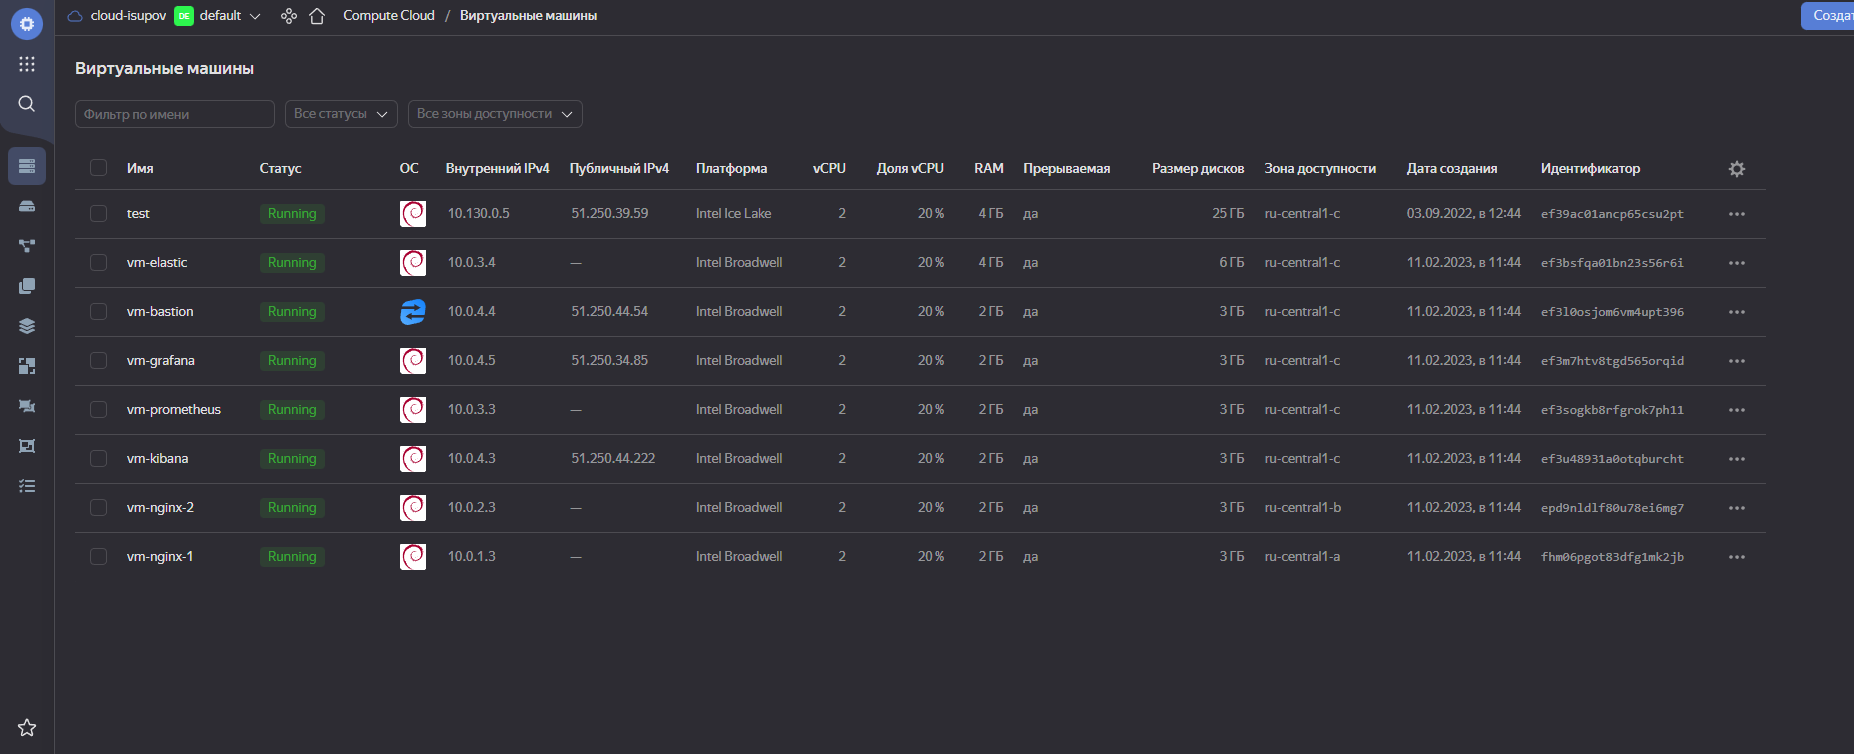 cloud-isupov DE default Compute Cloud / Виртуальные машины Создат
Виртуальные машины
Фильтр по имени Все статусы Все зоны доступности
Имя Статус ОС Внутренний IPv4 Публичный IPv4 Платформа vCPU Доля vCPU RAM Прерываемая Размер дисков Зона доступности Дата создания Идентификатор
test Running 10.130.0.5 51.250.39.59 Intel Ice Lake 2 20 % 4 ГБ да 25 ГБ ru-central1-c 03.09.2022, в 12:44 ef39ac01ancp65csu2pt
vm-elastic Running 10.0.3.4 — Intel Broadwell 2 20 % 4 ГБ да 6 ГБ ru-central1-c 11.02.2023, в 11:44 ef3bsfqa01bn23s56r6i
vm-bastion Running 10.0.4.4 51.250.44.54 Intel Broadwell 2 20 % 2 ГБ да 3 ГБ ru-central1-c 11.02.2023, в 11:44 ef3l0osjom6vm4upt396
vm-grafana Running 10.0.4.5 51.250.34.85 Intel Broadwell 2 20 % 2 ГБ да 3 ГБ ru-central1-c 11.02.2023, в 11:44 ef3m7htv8tgd565orqid
vm-prometheus Running 10.0.3.3 — Intel Broadwell 2 20 % 2 ГБ да 3 ГБ ru-central1-c 11.02.2023, в 11:44 ef3sogkb8rfgrok7ph11
vm-kibana Running 10.0.4.3 51.250.44.222 Intel Broadwell 2 20 % 2 ГБ да 3 ГБ ru-central1-c 11.02.2023, в 11:44 ef3u48931a0otqburcht
vm-nginx-2 Running 10.0.2.3 — Intel Broadwell 2 20 % 2 ГБ да 3 ГБ ru-central1-b 11.02.2023, в 11:44 epd9nldlf80u78ei6mg7
vm-nginx-1 Running 10.0.1.3 — Intel Broadwell 2 20 % 2 ГБ да 3 ГБ ru-central1-a 11.02.2023, в 11:44 fhm06pgot83dfg1mk2jb